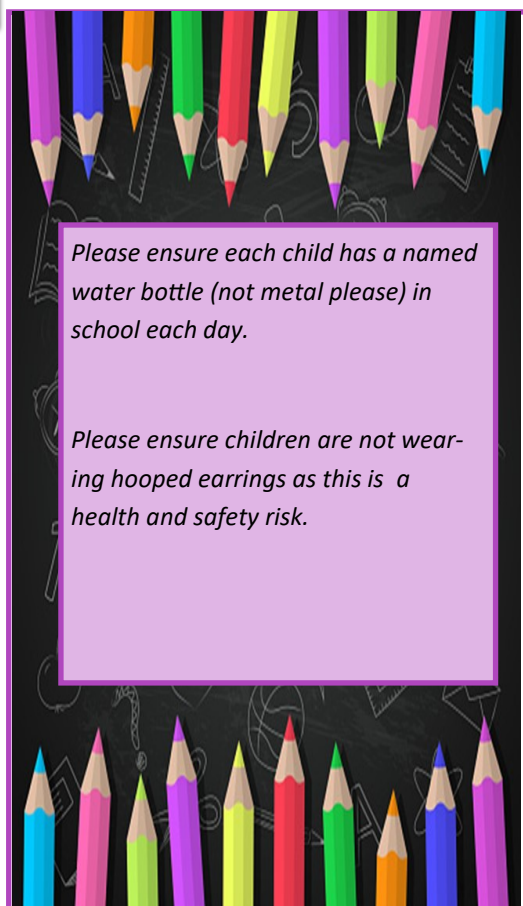 Please ensure each child has a named
water bottle (not metal please) in
school each day.
Please ensure children are not wear-
ing hooped earrings as this is  a
health and safety risk.